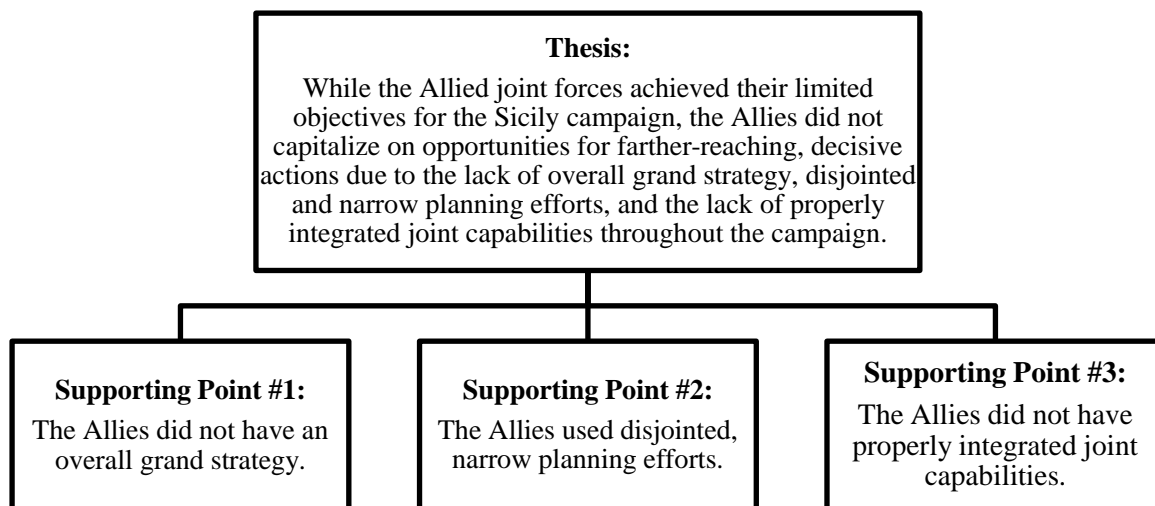 Thesis:
While the Allied joint forces achieved their limited
objectives for the Sicily campaign, the Allies did not
capitalize on opportunities for farther-reaching, decisive
actions due to the lack of overall grand strategy, disjointed
and narrow planning efforts, and the lack of properly
integrated joint capabilities throughout the campaign.
Supporting Point #1:
The Allies did not have an
overall grand strategy.
Supporting Point #2:
The Allies used disjointed,
narrow planning efforts.
Supporting Point #3:
The Allies did not have
properly integrated joint
capabilities.